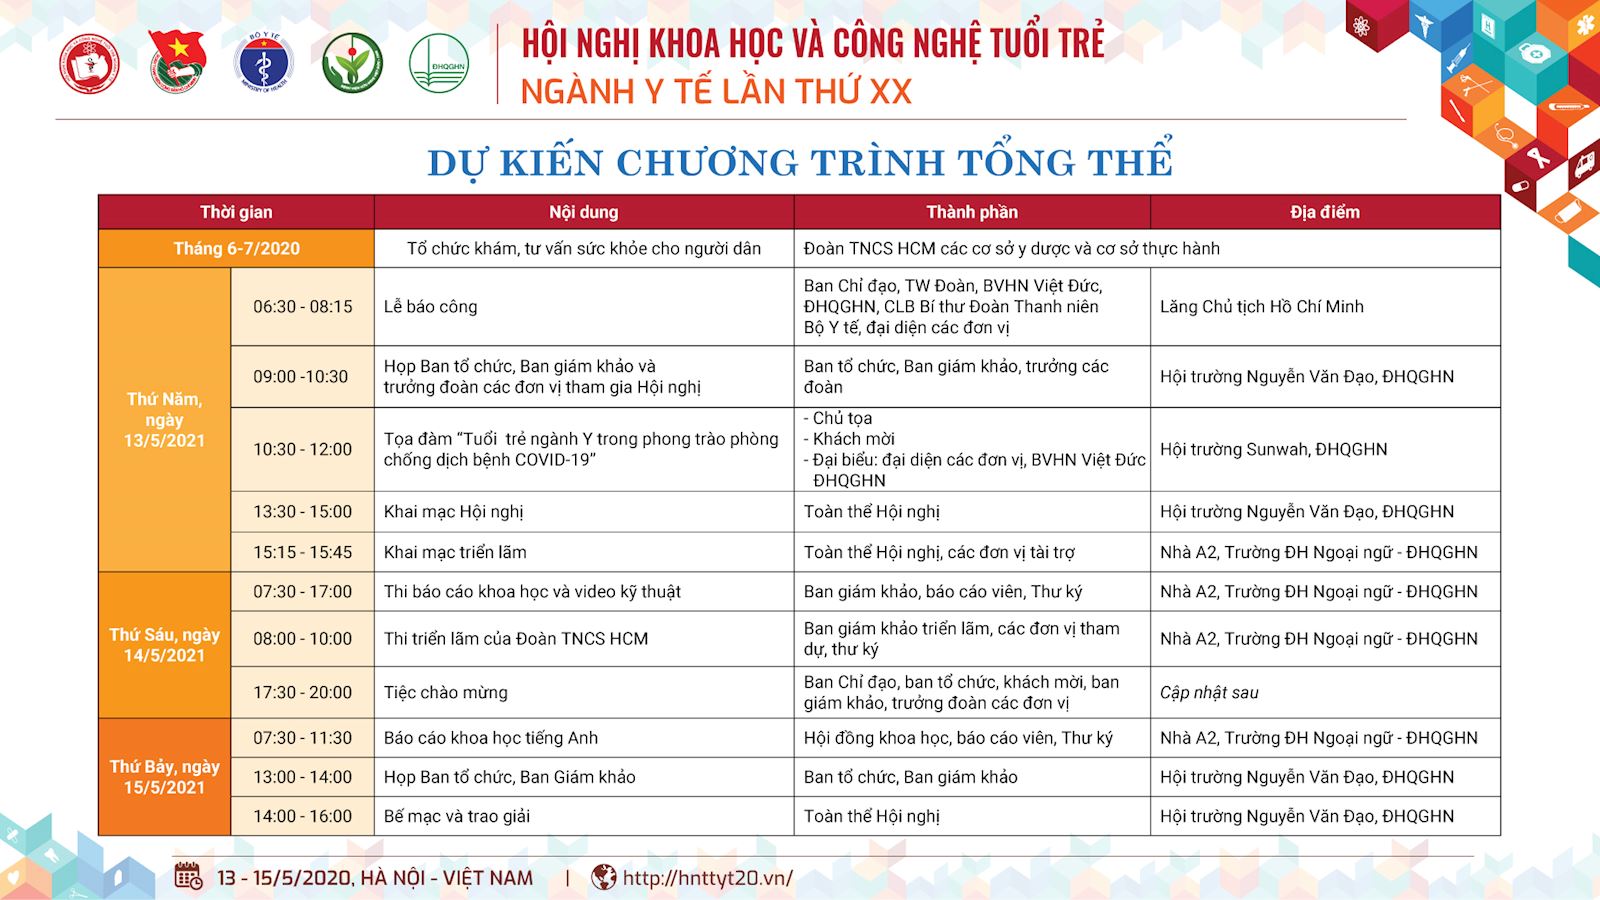 BỘ Y TẾ
MINISTRY OF HEALTH
ĐHQGHN
HỘI NGHỊ KHOA HỌC VÀ CÔNG NGHỆ TUỔI TRẺ
NGÀNH Y TẾ LẦN THỨ XX
DỰ KIẾN CHƯƠNG TRÌNH TỔNG THỂ
Thời gian Nội dung Thành phần Địa điểm
Tháng 6-7/2020 Tổ chức khám, tư vấn sức khỏe cho người dân Đoàn TNCS HCM các cơ sở y dược và cơ sở thực hành
Thứ Năm,
ngày
13/5/2021
06:30 - 08:15 Lễ báo công
Ban Chỉ đạo, TW Đoàn, BVHN Việt Đức,
ĐHQGHN, CLB Bí thư Đoàn Thanh niên
Bộ Y tế, đại diện các đơn vị
Lăng Chủ tịch Hồ Chí Minh
09:00 -10:30
Họp Ban tổ chức, Ban giám khảo và
trưởng đoàn các đơn vị tham gia Hội nghị
Ban tổ chức, Ban giám khảo, trưởng các
đoàn
Hội trường Nguyễn Văn Đạo, ĐHQGHN
10:30 - 12:00
Tọa đàm “Tuổi trẻ ngành Y trong phong trào phòng
chống dịch bệnh COVID-19”
- Chủ tọa
- Khách mời
- Đại biểu: đại diện các đơn vị, BVHN Việt Đức
ĐHQGHN
Hội trường Sunwah, ĐHQGHN
13:30 - 15:00 Khai mạc Hội nghị Toàn thể Hội nghị Hội trường Nguyễn Văn Đạo, ĐHQGHN
15:15 - 15:45 Khai mạc triển lãm Toàn thể Hội nghị, các đơn vị tài trợ Nhà A2, Trường ĐH Ngoại ngữ - ĐHQGHN
Thứ Sáu, ngày
14/5/2021
07:30 - 17:00 Thi báo cáo khoa học và video kỹ thuật Ban giám khảo, báo cáo viên, Thư ký Nhà A2, Trường ĐH Ngoại ngữ - ĐHQGHN
08:00 - 10:00 Thi triển lãm của Đoàn TNCS HCM
Ban giám khảo triển lãm, các đơn vị tham
dự, thư ký
Nhà A2, Trường ĐH Ngoại ngữ - ĐHQGHN
17:30 - 20:00 Tiệc chào mừng
Ban Chỉ đạo, ban tổ chức, khách mời, ban
giám khảo, trưởng đoàn các đơn vị
Cập nhật sau
Thứ Bảy, ngày
15/5/2021
07:30 - 11:30 Báo cáo khoa học tiếng Anh Hội đồng khoa học, báo cáo viên, Thư ký Nhà A2, Trường ĐH Ngoại ngữ - ĐHQGHN
13:00 - 14:00 Họp Ban tổ chức, Ban Giám khảo Ban tổ chức, Ban giám khảo Hội trường Nguyễn Văn Đạo, ĐHQGHN
14:00 - 16:00 Bế mạc và trao giải Toàn thể Hội nghị Hội trường Nguyễn Văn Đạo, ĐHQGHN
13 - 15/5/2020, HÀ NỘI - VIỆT NAM | http://hnttyt20.vn/